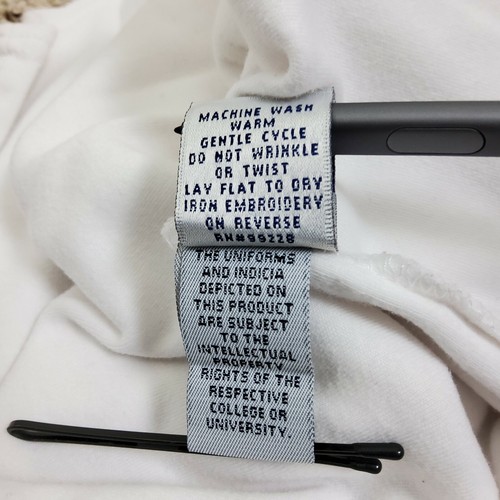 MACHINE WASH
WARM
GENTLE CYCLE
DO NOT WRINKLE
OR TWIST
LAY FLAT TO DRY
IRON EMBROIDERY
ON REVERSE
RN#99228
THE UNIFORMS
AND INDICIA
DEPICTED ON
THIS PRODUCT
ARE SUBJECT
TO THE
INTELLECTUAL
PROPERTY
RIGHTS OF THE
RESPECTIVE
COLLEGE OR
UNIVERSITY.